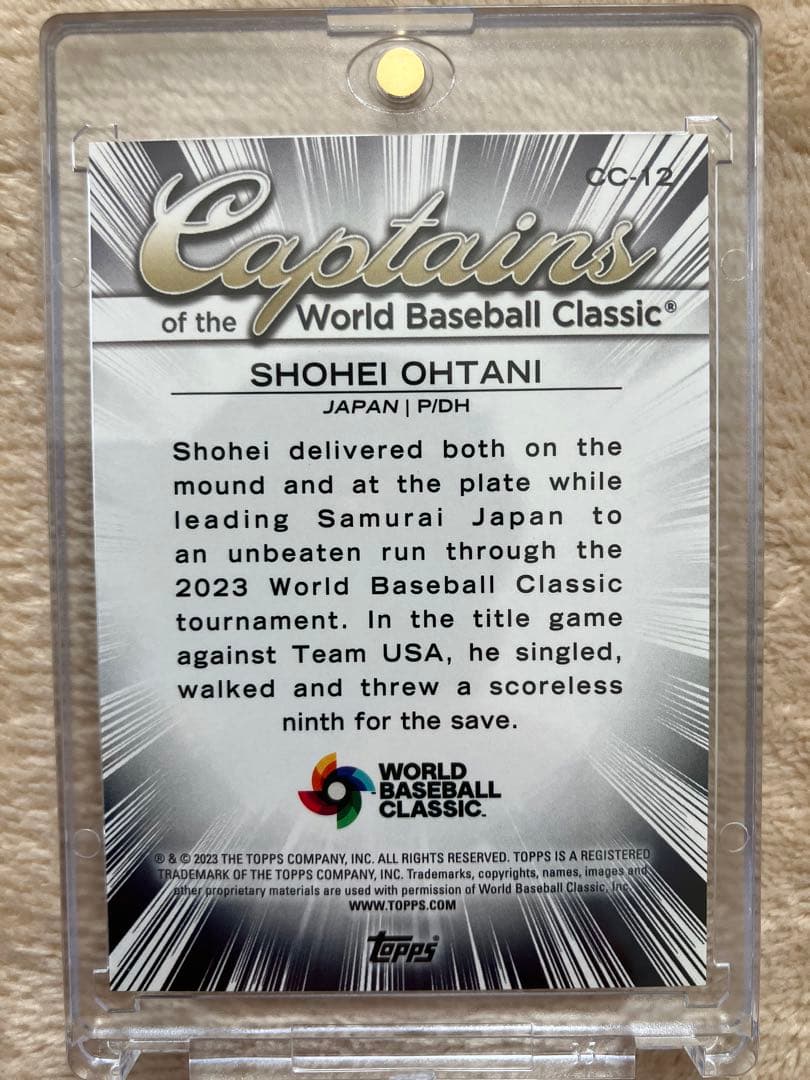 CC-12
Captains
of the World Baseball Classic®
SHOHEI OHTANI
JAPAN | P/DH
Shohei delivered both on the
mound and at the plate while
leading Samurai Japan to
an unbeaten run through the
2023 World Baseball Classic
tournament. In the title game
against Team USA, he singled,
walked and threw a scoreless
ninth for the save.
WORLD
BASEBALL
CLASSIC™
® & © 2023 THE TOPPS COMPANY, INC. ALL RIGHTS RESERVED. TOPPS IS A REGISTERED
TRADEMARK OF THE TOPPS COMPANY, INC. Trademarks, copyrights, names, images and
other proprietary materials are used with permission of World Baseball Classic, Inc.
WWW.TOPPS.COM
topps®